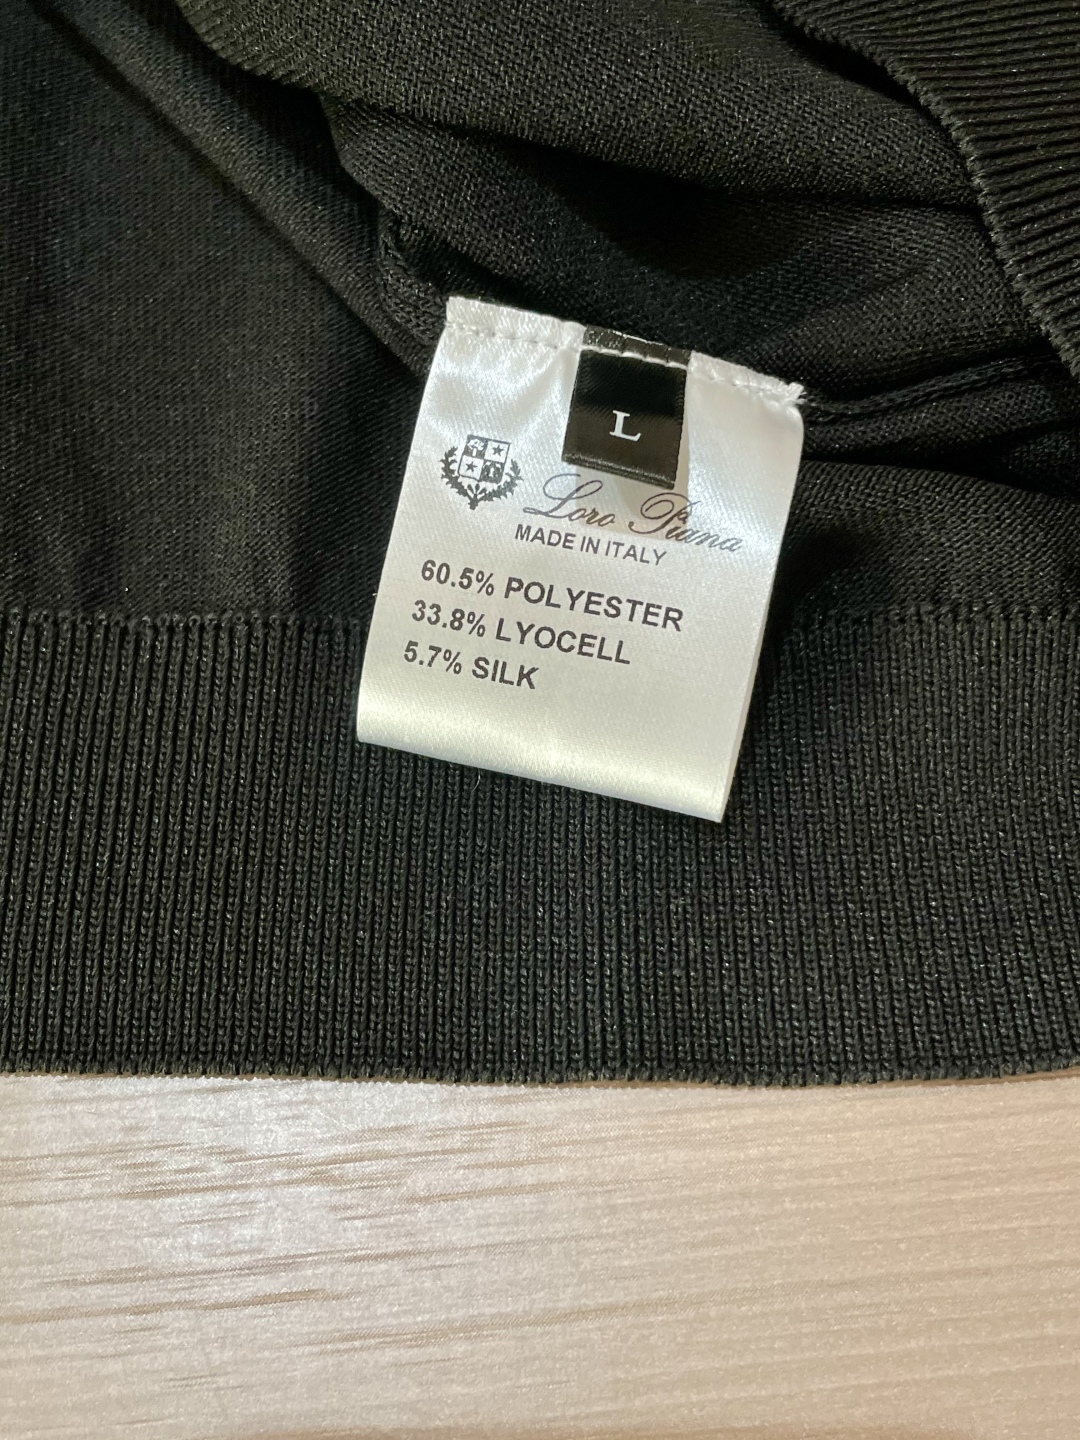 L
Loro Piana
MADE IN ITALY
60.5% POLYESTER
33.8% LYOCELL
5.7% SILK